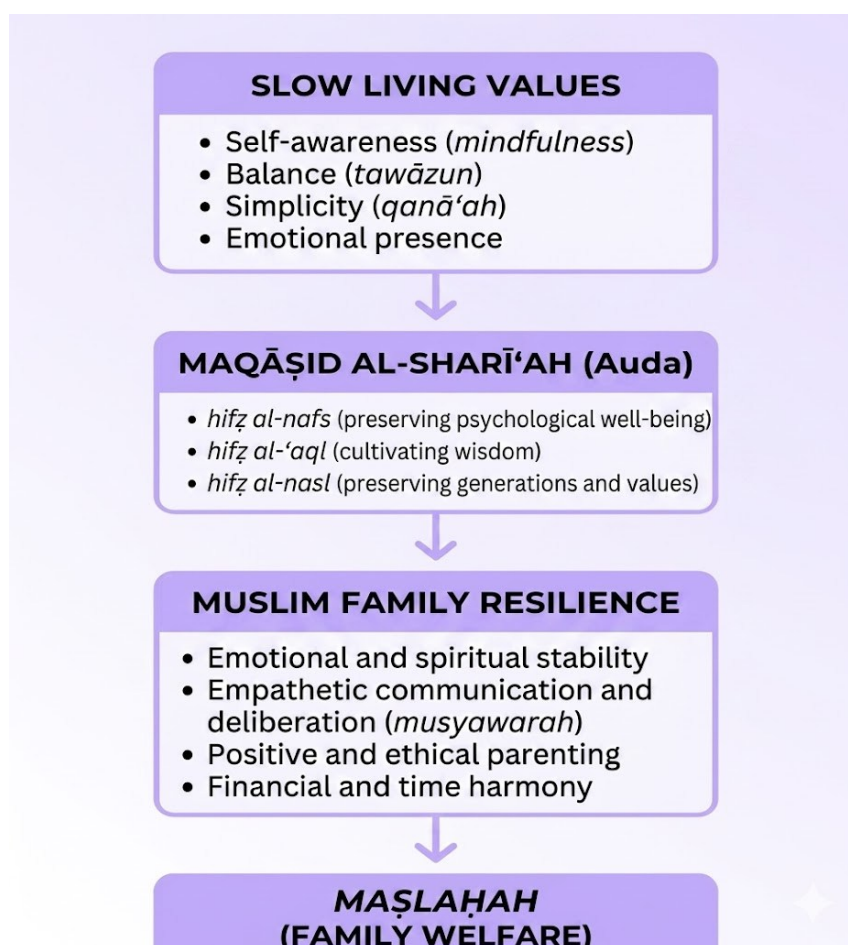 SLOW LIVING VALUES
• Self-awareness (mindfulness)
• Balance (tawāzun)
• Simplicity (qanā‘ah)
• Emotional presence
MAQĀṢID AL-SHARĪ‘AH (Auda)
• hifẓ al-nafs (preserving psychological well-being)
• hifẓ al-‘aql (cultivating wisdom)
• hifẓ al-nasl (preserving generations and values)
MUSLIM FAMILY RESILIENCE
• Emotional and spiritual stability
• Empathetic communication and
deliberation (musyawarah)
• Positive and ethical parenting
• Financial and time harmony
MAṢLAḤAH
(FAMILY WELFARE)